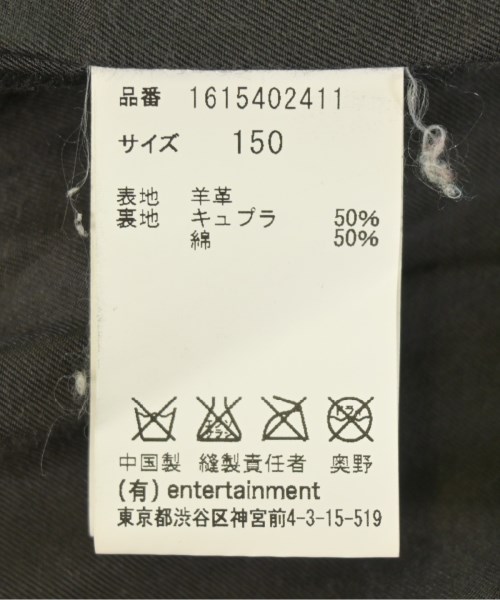 品番 1615402411
サイズ 150
表地 羊革
裏地 キュプラ 50%
綿 50%
中国製 縫製責任者 奥野
(有) entertainment
東京都渋谷区神宮前4-3-15-519